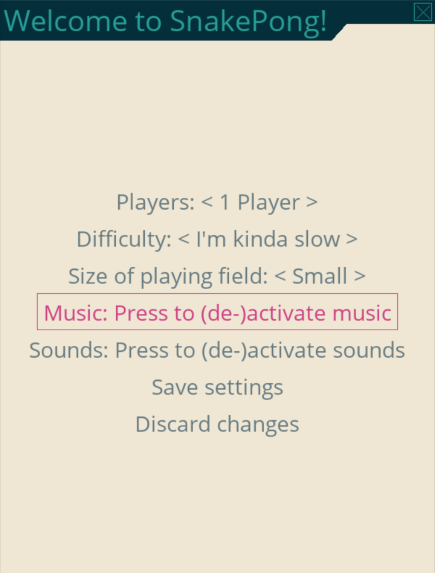 Welcome to SnakePong!
Players: < 1 Player >
Difficulty: < I'm kinda slow >
Size of playing field: < Small >
Music: Press to (de-)activate music
Sounds: Press to (de-)activate sounds
Save settings
Discard changes